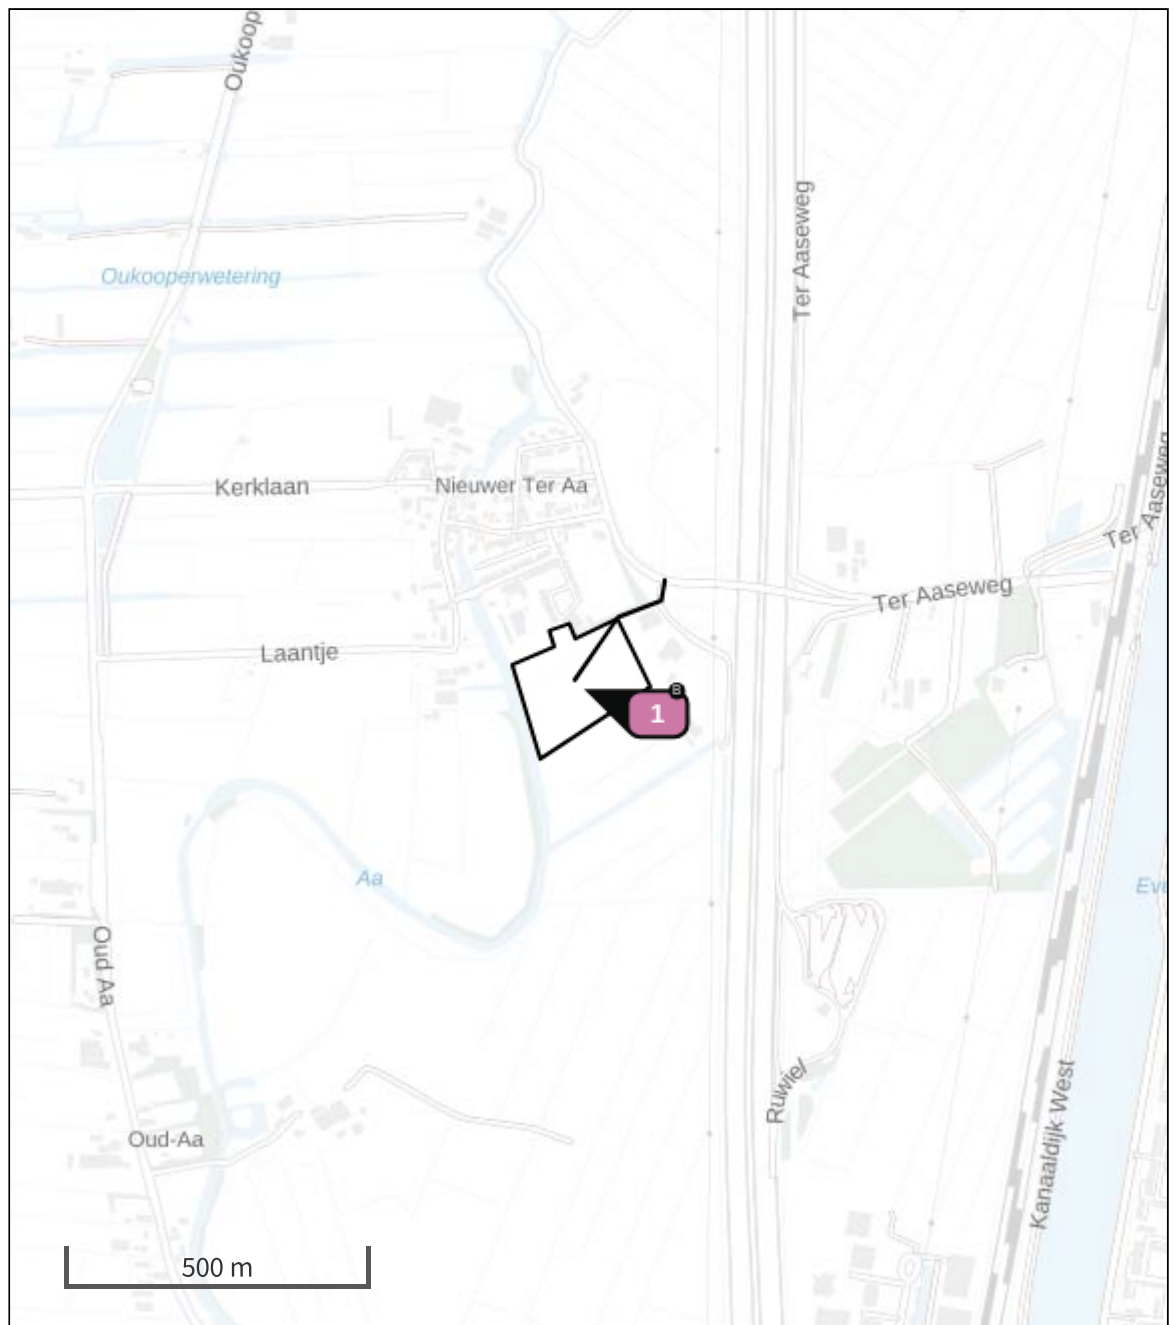 Oukoop
Ter Aaseweg
Oukooperwetering
Kerklaan
Nieuwer Ter Aa
Ter Aaseweg
Ter Aaseweg
Laantje
B
1
Aa
Oud Aa
Ruwiel
Kanaaldijk West
Oud-Aa
500 m